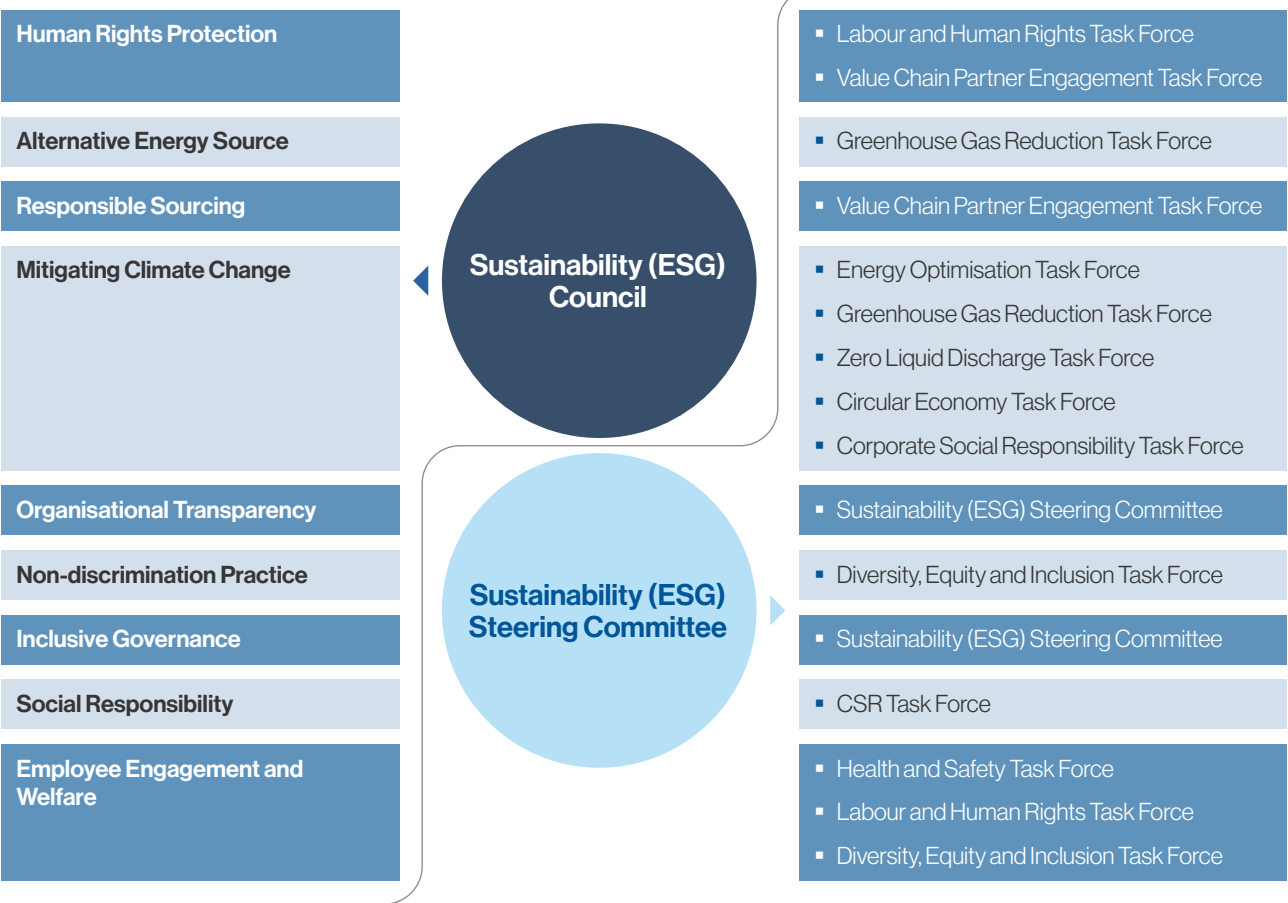 Human Rights Protection
Labour and Human Rights Task Force
Value Chain Partner Engagement Task Force
Alternative Energy Source
Greenhouse Gas Reduction Task Force
Responsible Sourcing
Value Chain Partner Engagement Task Force
Mitigating Climate Change
Energy Optimisation Task Force
Greenhouse Gas Reduction Task Force
Zero Liquid Discharge Task Force
Circular Economy Task Force
Corporate Social Responsibility Task Force
Sustainability (ESG)
Council
Organisational Transparency
Sustainability (ESG) Steering Committee
Non-discrimination Practice
Diversity, Equity and Inclusion Task Force
Sustainability (ESG)
Steering Committee
Inclusive Governance
Sustainability (ESG) Steering Committee
Social Responsibility
CSR Task Force
Employee Engagement and
Welfare
Health and Safety Task Force
Labour and Human Rights Task Force
Diversity, Equity and Inclusion Task Force